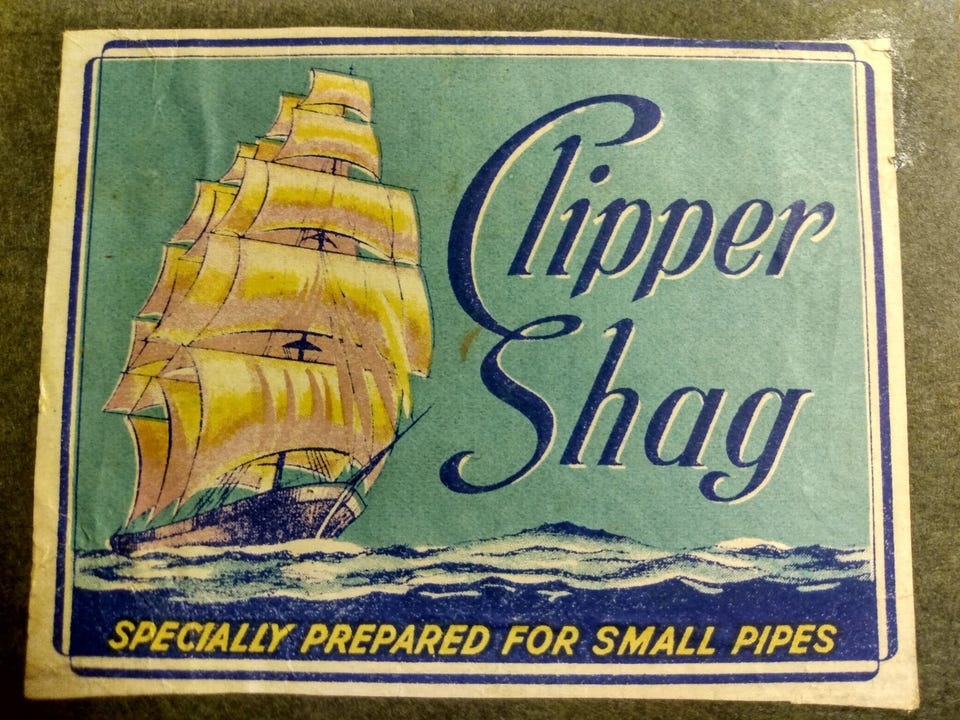 Clipper
Shag
SPECIALLY PREPARED FOR SMALL PIPES